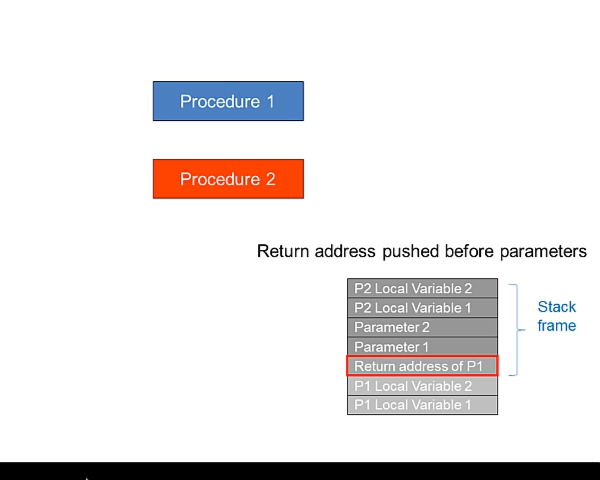 Procedure 1
Procedure 2
Return address pushed before parameters
P2 Local Variable 2
P2 Local Variable 1
Parameter 2
Parameter 1
Return address of P1
P1 Local Variable 2
P1 Local Variable 1
Stack
frame